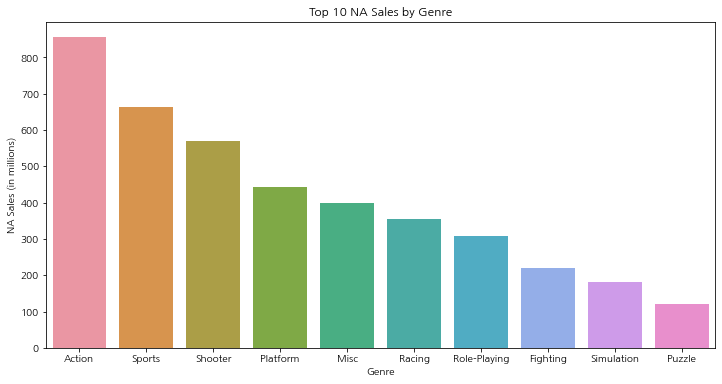 Top 10 NA Sales by Genre
NA Sales (in millions)
800
700
600
500
400
300
200
100
0
Action Sports Shooter Platform Misc Racing Role-Playing Fighting Simulation Puzzle
Genre